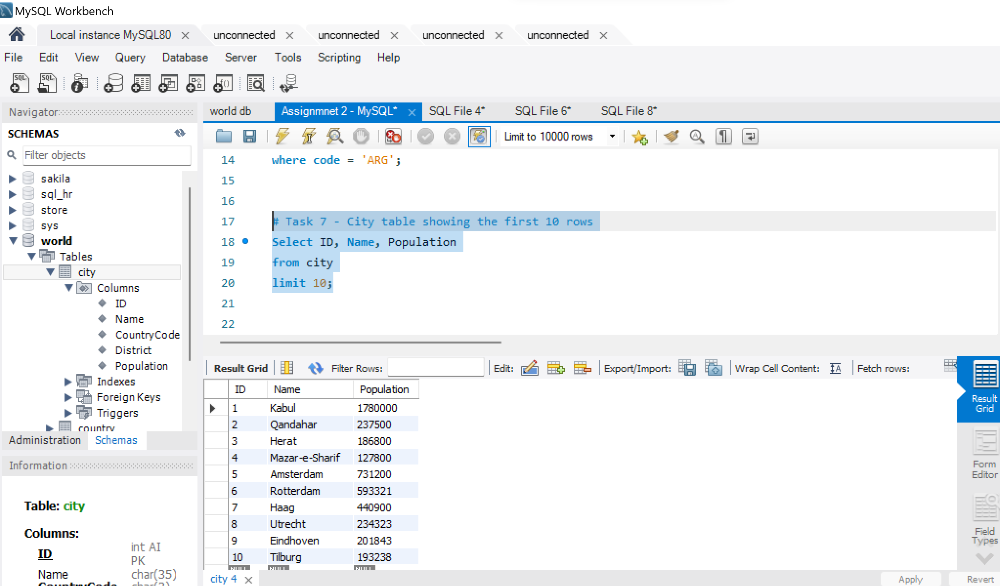 MySQL Workbench
Local instance MySQL80
unconnected
unconnected
unconnected
unconnected
File Edit View Query Database Server Tools Scripting Help
Navigator
SCHEMAS
Filter objects
sakila
sql_hr
store
sys
world
Tables
city
Columns
ID
Name
CountryCode
District
Population
Indexes
Foreign Keys
Triggers
country
Administration Schemas
Information
Table: city
Columns:
ID int AI
PK
Name char(35)
CountryCode char(3)
world db
Assignmnet 2 - MySQL*
SQL File 4*
SQL File 6*
SQL File 8*
Limit to 10000 rows
14 where code = 'ARG';
15
16
17 # Task 7 - City table showing the first 10 rows
18 Select ID, Name, Population
19 from city
20 limit 10;
21
22
Result Grid Filter Rows: Edit: Export/Import: Wrap Cell Content: Fetch rows:
ID Name Population
1 Kabul 1780000
2 Qandahar 237500
3 Herat 186800
4 Mazar-e-Sharif 127800
5 Amsterdam 731200
6 Rotterdam 593321
7 Haag 440900
8 Utrecht 234323
9 Eindhoven 201843
10 Tilburg 193238
NULL NULL NULL
Result
Grid
Form
Editor
Field
Types
city 4
Apply Revert